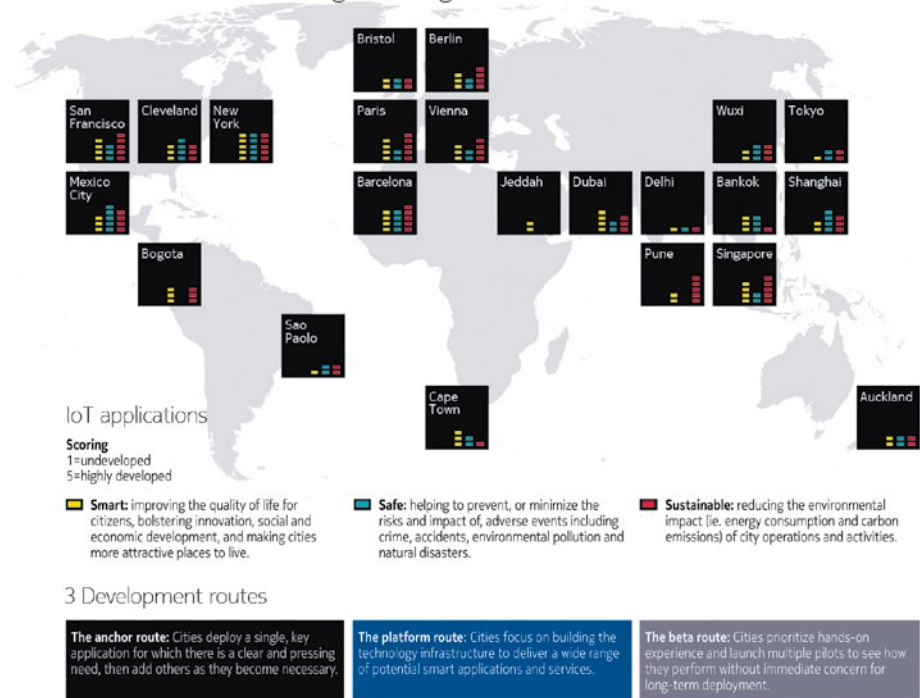 Bristol
Berlin
San
Francisco
Cleveland
New
York
Paris
Vienna
Wuxi
Tokyo
Mexico
City
Barcelona
Jeddah
Dubai
Delhi
Bankok
Shanghai
Bogota
Pune
Singapore
Sao
Paolo
Cape
Town
Auckland
IoT applications
Scoring
1=undeveloped
5=highly developed
Smart: improving the quality of life for
citizens, bolstering innovation, social and
economic development, and making cities
more attractive places to live.
Safe: helping to prevent, or minimize the
risks and impact of, adverse events including
crime, accidents, environmental pollution and
natural disasters.
Sustainable: reducing the environmental
impact (ie. energy consumption and carbon
emissions) of city operations and activities.
3 Development routes
The anchor route: Cities deploy a single, key
application for which there is a clear and pressing
need, then add others as they become necessary.
The platform route: Cities focus on building the
technology infrastructure to deliver a wide range
of potential smart applications and services.
The beta route: Cities prioritize hands-on
experience and launch multiple pilots to see how
they perform without immediate concern for
long-term deployment.